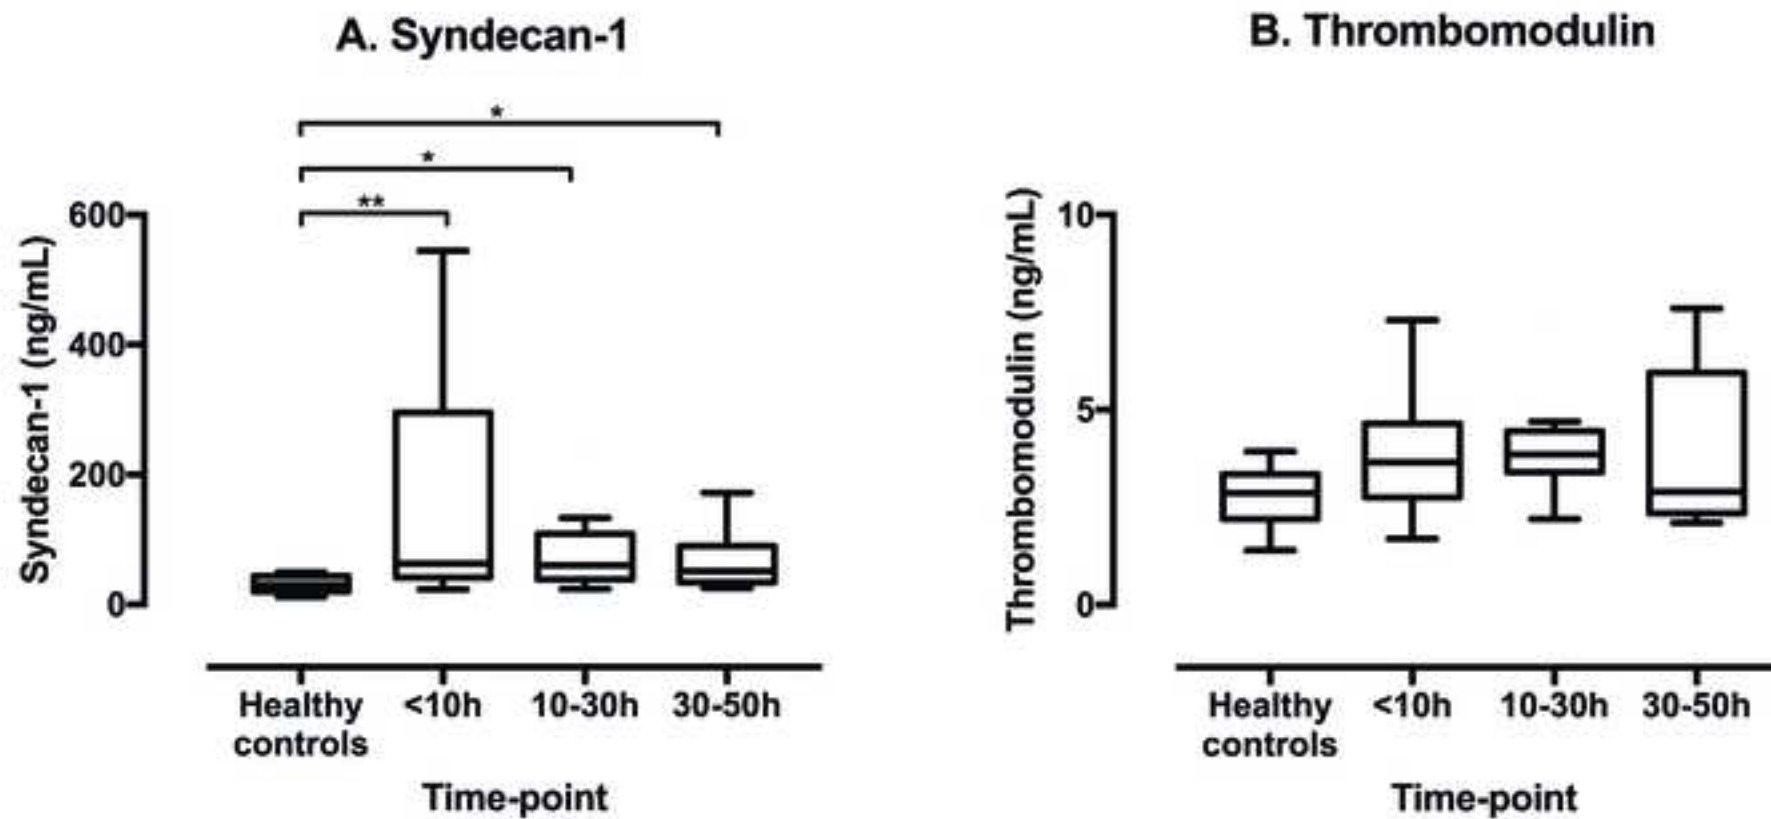 A. Syndecan-1
*
*
**
Syndecan-1 (ng/mL)
600
400
200
0
Healthy controls
<10h
10-30h
30-50h
Time-point
B. Thrombomodulin
Thrombomodulin (ng/mL)
10
5
0
Healthy controls
<10h
10-30h
30-50h
Time-point